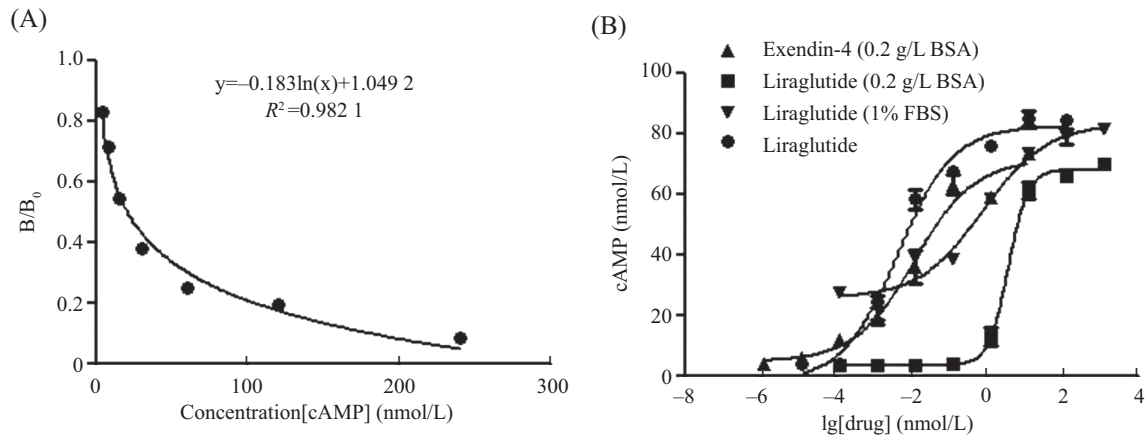 (A)
y=–0.183ln(x)+1.049 2
R²=0.982 1
B/B₀
1.0
0.8
0.6
0.4
0.2
0
0 100 200 300
Concentration[cAMP] (nmol/L)
(B)
Exendin-4 (0.2 g/L BSA)
Liraglutide (0.2 g/L BSA)
Liraglutide (1% FBS)
Liraglutide
cAMP (nmol/L)
100
80
60
40
20
0
–8 –6 –4 –2 0 2 4
lg[drug] (nmol/L)